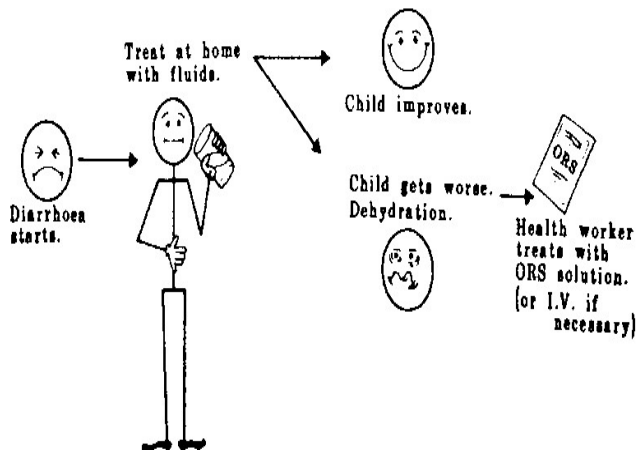 Treat at home
with fluids.
Child improves.
Diarrhoea
starts.
Child gets worse.
Dehydration.
ORS
Health worker
treats with
ORS solution.
(or I.V. if
necessary)